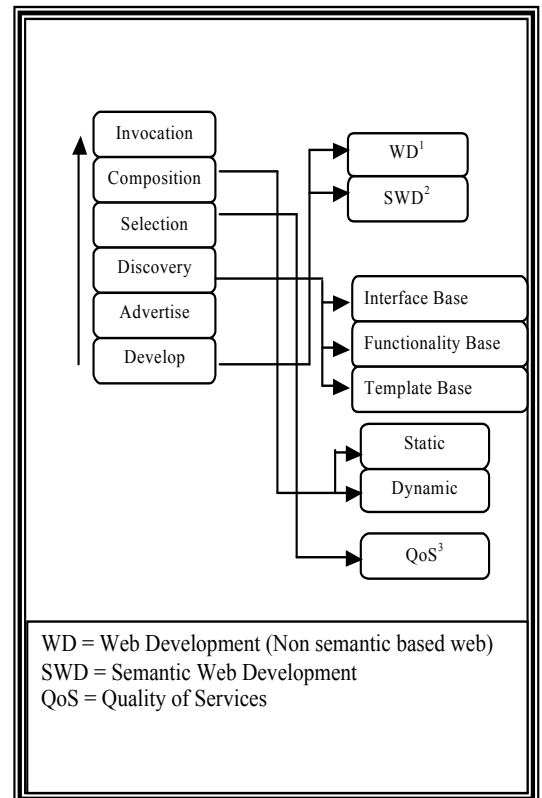 Invocation
Composition
Selection
Discovery
Advertise
Develop
WD¹
SWD²
Interface Base
Functionality Base
Template Base
Static
Dynamic
QoS³
WD = Web Development (Non semantic based web)
SWD = Semantic Web Development
QoS = Quality of Services